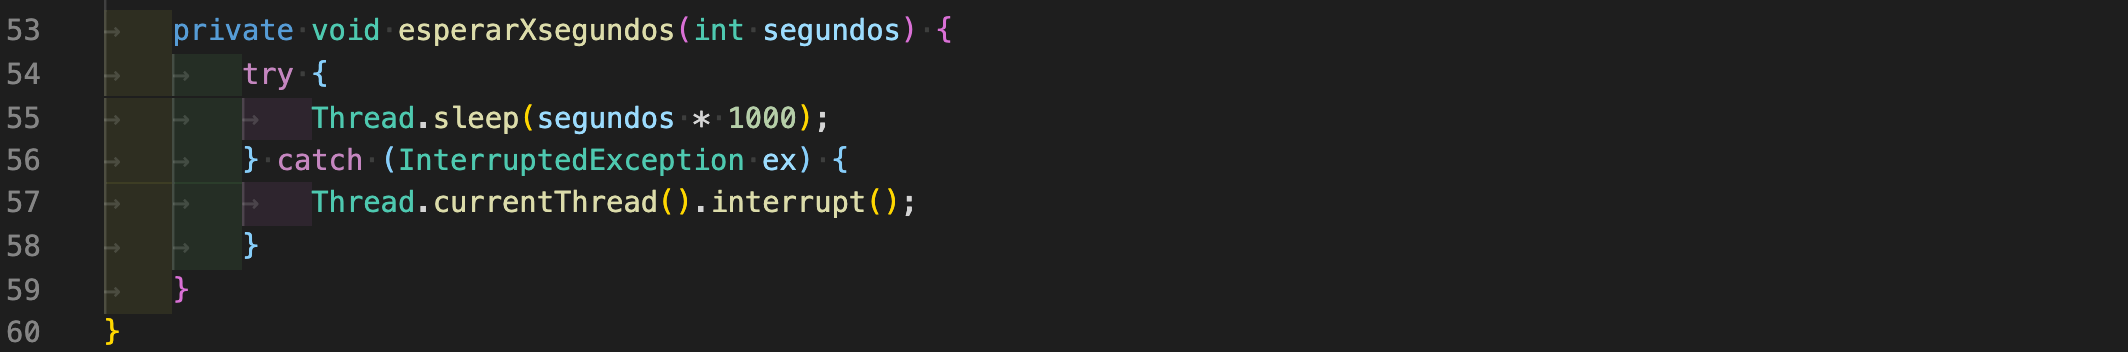 53 private void esperarXsegundos(int segundos) {
54 try {
55 Thread.sleep(segundos * 1000);
56 } catch (InterruptedException ex) {
57 Thread.currentThread().interrupt();
58 }
59 }
60 }